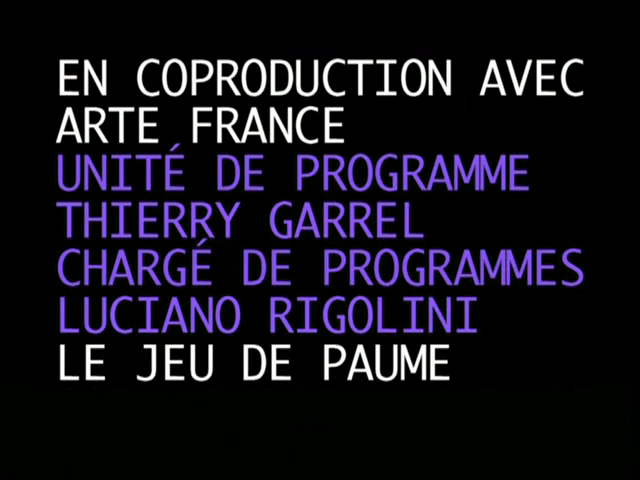 EN COPRODUCTION AVEC
ARTE FRANCE
UNITÉ DE PROGRAMME
THIERRY GARREL
CHARGÉ DE PROGRAMMES
LUCIANO RIGOLINI
LE JEU DE PAUME